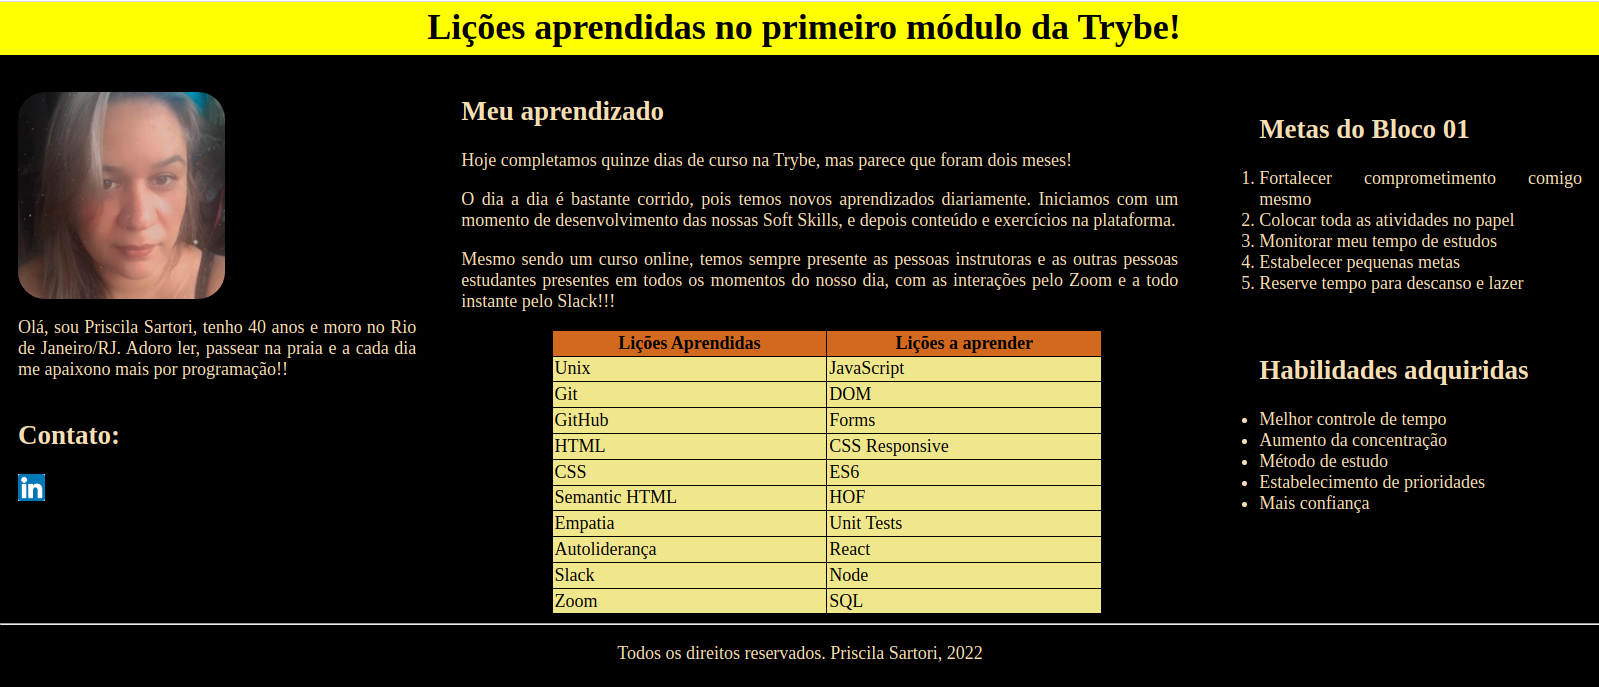 Lições aprendidas no primeiro módulo da Trybe!
Olá, sou Priscila Sartori, tenho 40 anos e moro no Rio
de Janeiro/RJ. Adoro ler, passear na praia e a cada dia
me apaixono mais por programação!!
Contato:
in
Meu aprendizado
Hoje completamos quinze dias de curso na Trybe, mas parece que foram dois meses!
O dia a dia é bastante corrido, pois temos novos aprendizados diariamente. Iniciamos com um
momento de desenvolvimento das nossas Soft Skills, e depois conteúdo e exercícios na plataforma.
Mesmo sendo um curso online, temos sempre presente as pessoas instrutoras e as outras pessoas
estudantes presentes em todos os momentos do nosso dia, com as interações pelo Zoom e a todo
instante pelo Slack!!!
Lições Aprendidas Lições a aprender
Unix JavaScript
Git DOM
GitHub Forms
HTML CSS Responsive
CSS ES6
Semantic HTML HOF
Empatia Unit Tests
Autoliderança React
Slack Node
Zoom SQL
Metas do Bloco 01
1. Fortalecer comprometimento comigo
mesmo
2. Colocar toda as atividades no papel
3. Monitorar meu tempo de estudos
4. Estabelecer pequenas metas
5. Reserve tempo para descanso e lazer
Habilidades adquiridas
• Melhor controle de tempo
• Aumento da concentração
• Método de estudo
• Estabelecimento de prioridades
• Mais confiança
Todos os direitos reservados. Priscila Sartori, 2022